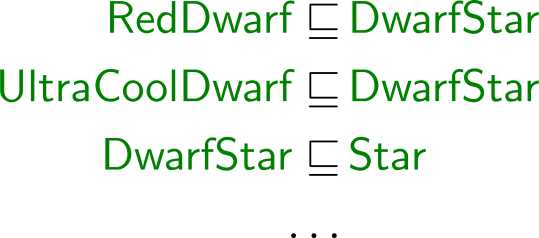 RedDwarf ⊑ DwarfStar
UltraCoolDwarf ⊑ DwarfStar
DwarfStar ⊑ Star
...